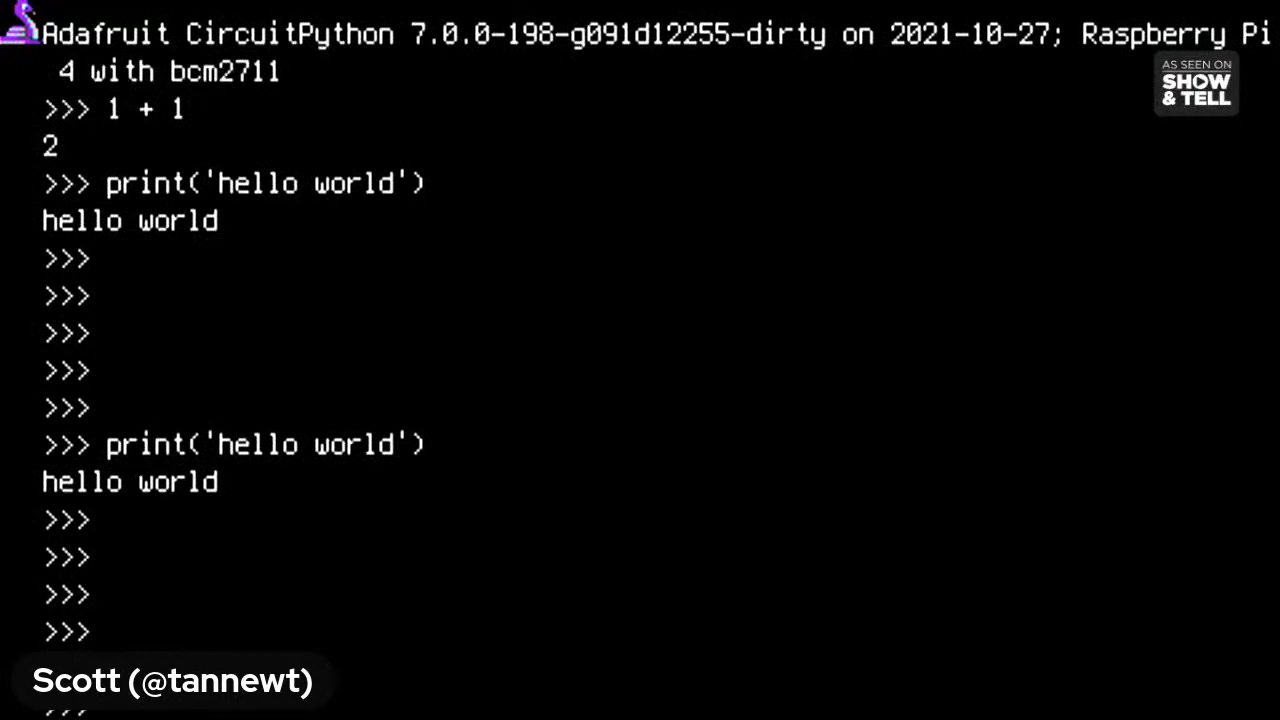 Adafruit CircuitPython 7.0.0-198-g091d12255-dirty on 2021-10-27; Raspberry Pi
4 with bcm2711
AS SEEN ON
SHOW
& TELL
>>> 1 + 1
2
>>> print('hello world')
hello world
>>>
>>>
>>>
>>>
>>>
>>> print('hello world')
hello world
>>>
>>>
>>>
>>>
Scott (@tannewt)
>>>